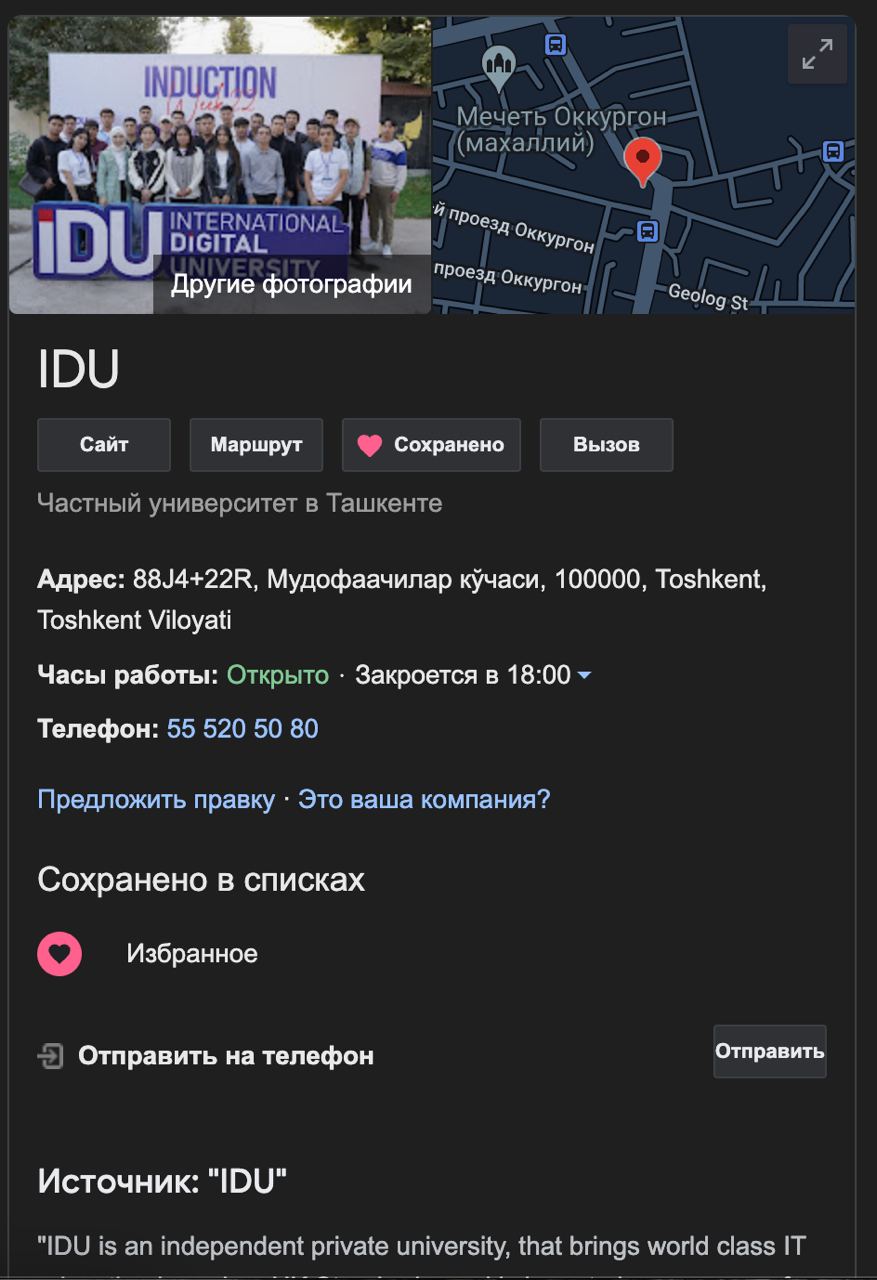 INDUCTION
Week 22
IDU INTERNATIONAL
DIGITAL
UNIVERSITY
Другие фотографии
Мечеть Оккургон
(махаллий)
й проезд Оккургон
проезд Оккургон
Geolog St
IDU
Сайт Маршрут Сохранено Вызов
Частный университет в Ташкенте
Адрес: 88J4+22R, Мудофаачилар кўчаси, 100000, Toshkent,
Toshkent Viloyati
Часы работы: Открыто · Закроется в 18:00
Телефон: 55 520 50 80
Предложить правку · Это ваша компания?
Сохранено в списках
Избранное
Отправить на телефон Отправить
Источник: "IDU"
"IDU is an independent private university, that brings world class IT